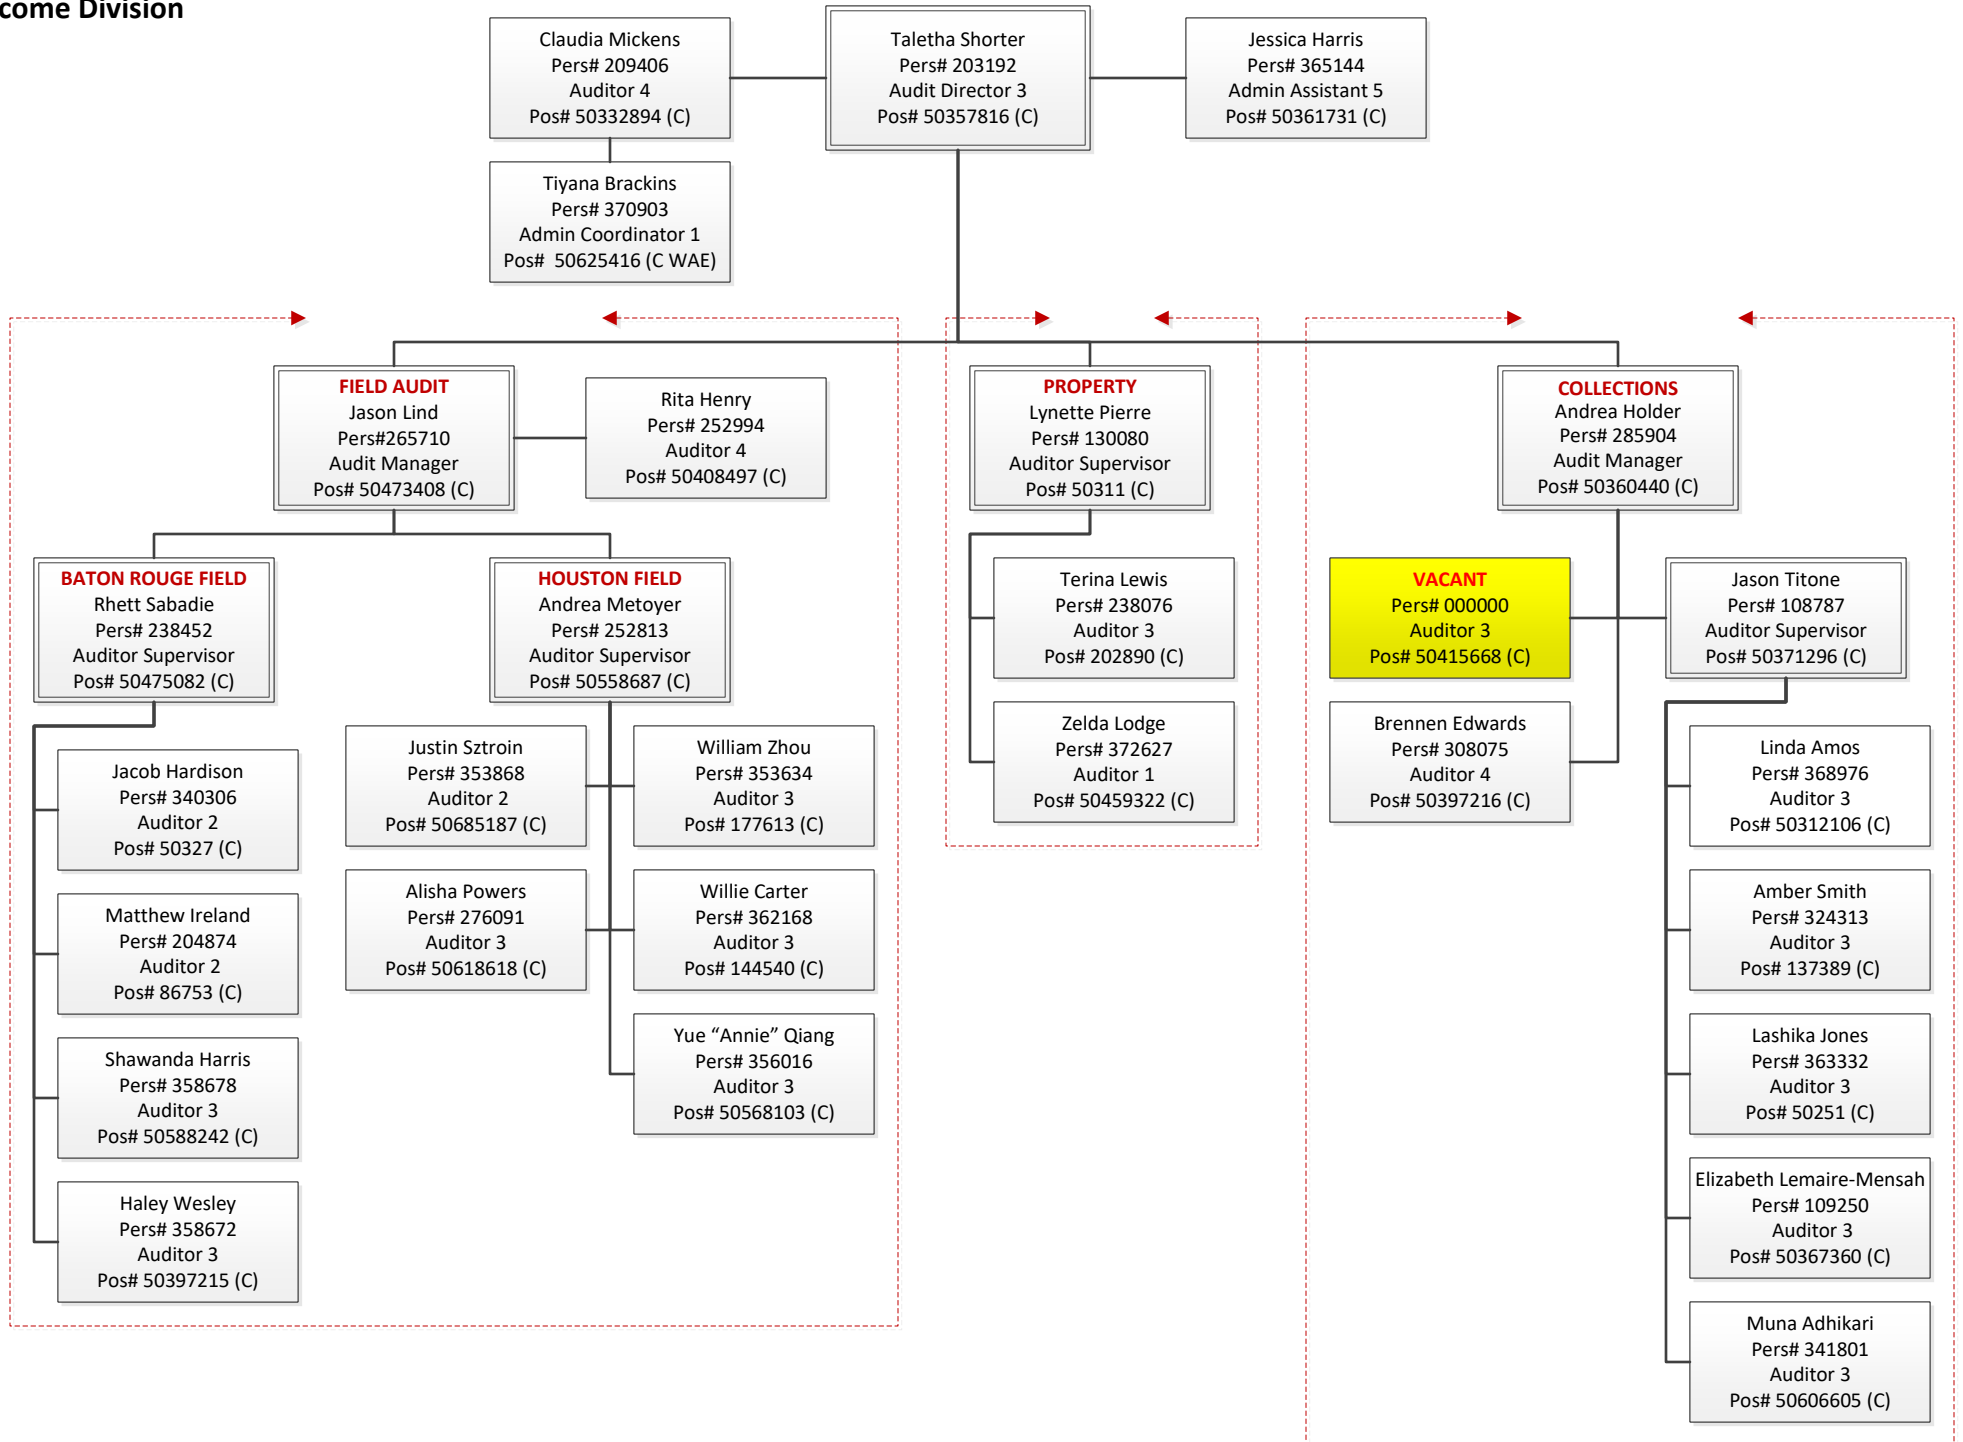 come Division
Claudia Mickens
Pers# 209406
Auditor 4
Pos# 50332894 (C)
Taletha Shorter
Pers# 203192
Audit Director 3
Pos# 50357816 (C)
Jessica Harris
Pers# 365144
Admin Assistant 5
Pos# 50361731 (C)
Tiyana Brackins
Pers# 370903
Admin Coordinator 1
Pos#  50625416 (C WAE)
FIELD AUDIT
Jason Lind
Pers#265710
Audit Manager
Pos# 50473408 (C)
Rita Henry
Pers# 252994
Auditor 4
Pos# 50408497 (C)
PROPERTY
Lynette Pierre
Pers# 130080
Auditor Supervisor
Pos# 50311 (C)
COLLECTIONS
Andrea Holder
Pers# 285904
Audit Manager
Pos# 50360440 (C)
BATON ROUGE FIELD
Rhett Sabadie
Pers# 238452
Auditor Supervisor
Pos# 50475082 (C)
HOUSTON FIELD
Andrea Metoyer
Pers# 252813
Auditor Supervisor
Pos# 50558687 (C)
Terina Lewis
Pers# 238076
Auditor 3
Pos# 202890 (C)
VACANT
Pers# 000000
Auditor 3
Pos# 50415668 (C)
Jason Titone
Pers# 108787
Auditor Supervisor
Pos# 50371296 (C)
Jacob Hardison
Pers# 340306
Auditor 2
Pos# 50327 (C)
Justin Sztroin
Pers# 353868
Auditor 2
Pos# 50685187 (C)
William Zhou
Pers# 353634
Auditor 3
Pos# 177613 (C)
Zelda Lodge
Pers# 372627
Auditor 1
Pos# 50459322 (C)
Brennen Edwards
Pers# 308075
Auditor 4
Pos# 50397216 (C)
Linda Amos
Pers# 368976
Auditor 3
Pos# 50312106 (C)
Matthew Ireland
Pers# 204874
Auditor 2
Pos# 86753 (C)
Alisha Powers
Pers# 276091
Auditor 3
Pos# 50618618 (C)
Willie Carter
Pers# 362168
Auditor 3
Pos# 144540 (C)
Amber Smith
Pers# 324313
Auditor 3
Pos# 137389 (C)
Shawanda Harris
Pers# 358678
Auditor 3
Pos# 50588242 (C)
Yue “Annie” Qiang
Pers# 356016
Auditor 3
Pos# 50568103 (C)
Lashika Jones
Pers# 363332
Auditor 3
Pos# 50251 (C)
Haley Wesley
Pers# 358672
Auditor 3
Pos# 50397215 (C)
Elizabeth Lemaire-Mensah
Pers# 109250
Auditor 3
Pos# 50367360 (C)
Muna Adhikari
Pers# 341801
Auditor 3
Pos# 50606605 (C)